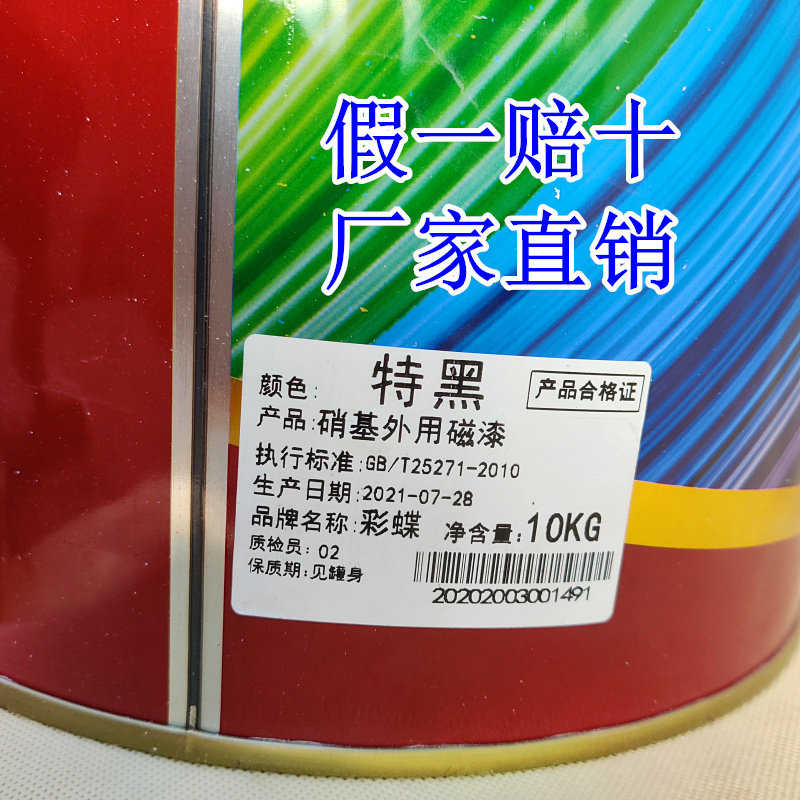 假一赔十
厂家直销
颜色: 特黑 产品合格证
产品:硝基外用磁漆
执行标准:GB/T25271-2010
生产日期:2021-07-28
品牌名称:彩蝶 净含量:10KG
质检员: 02
保质期:见罐身
20202003001491